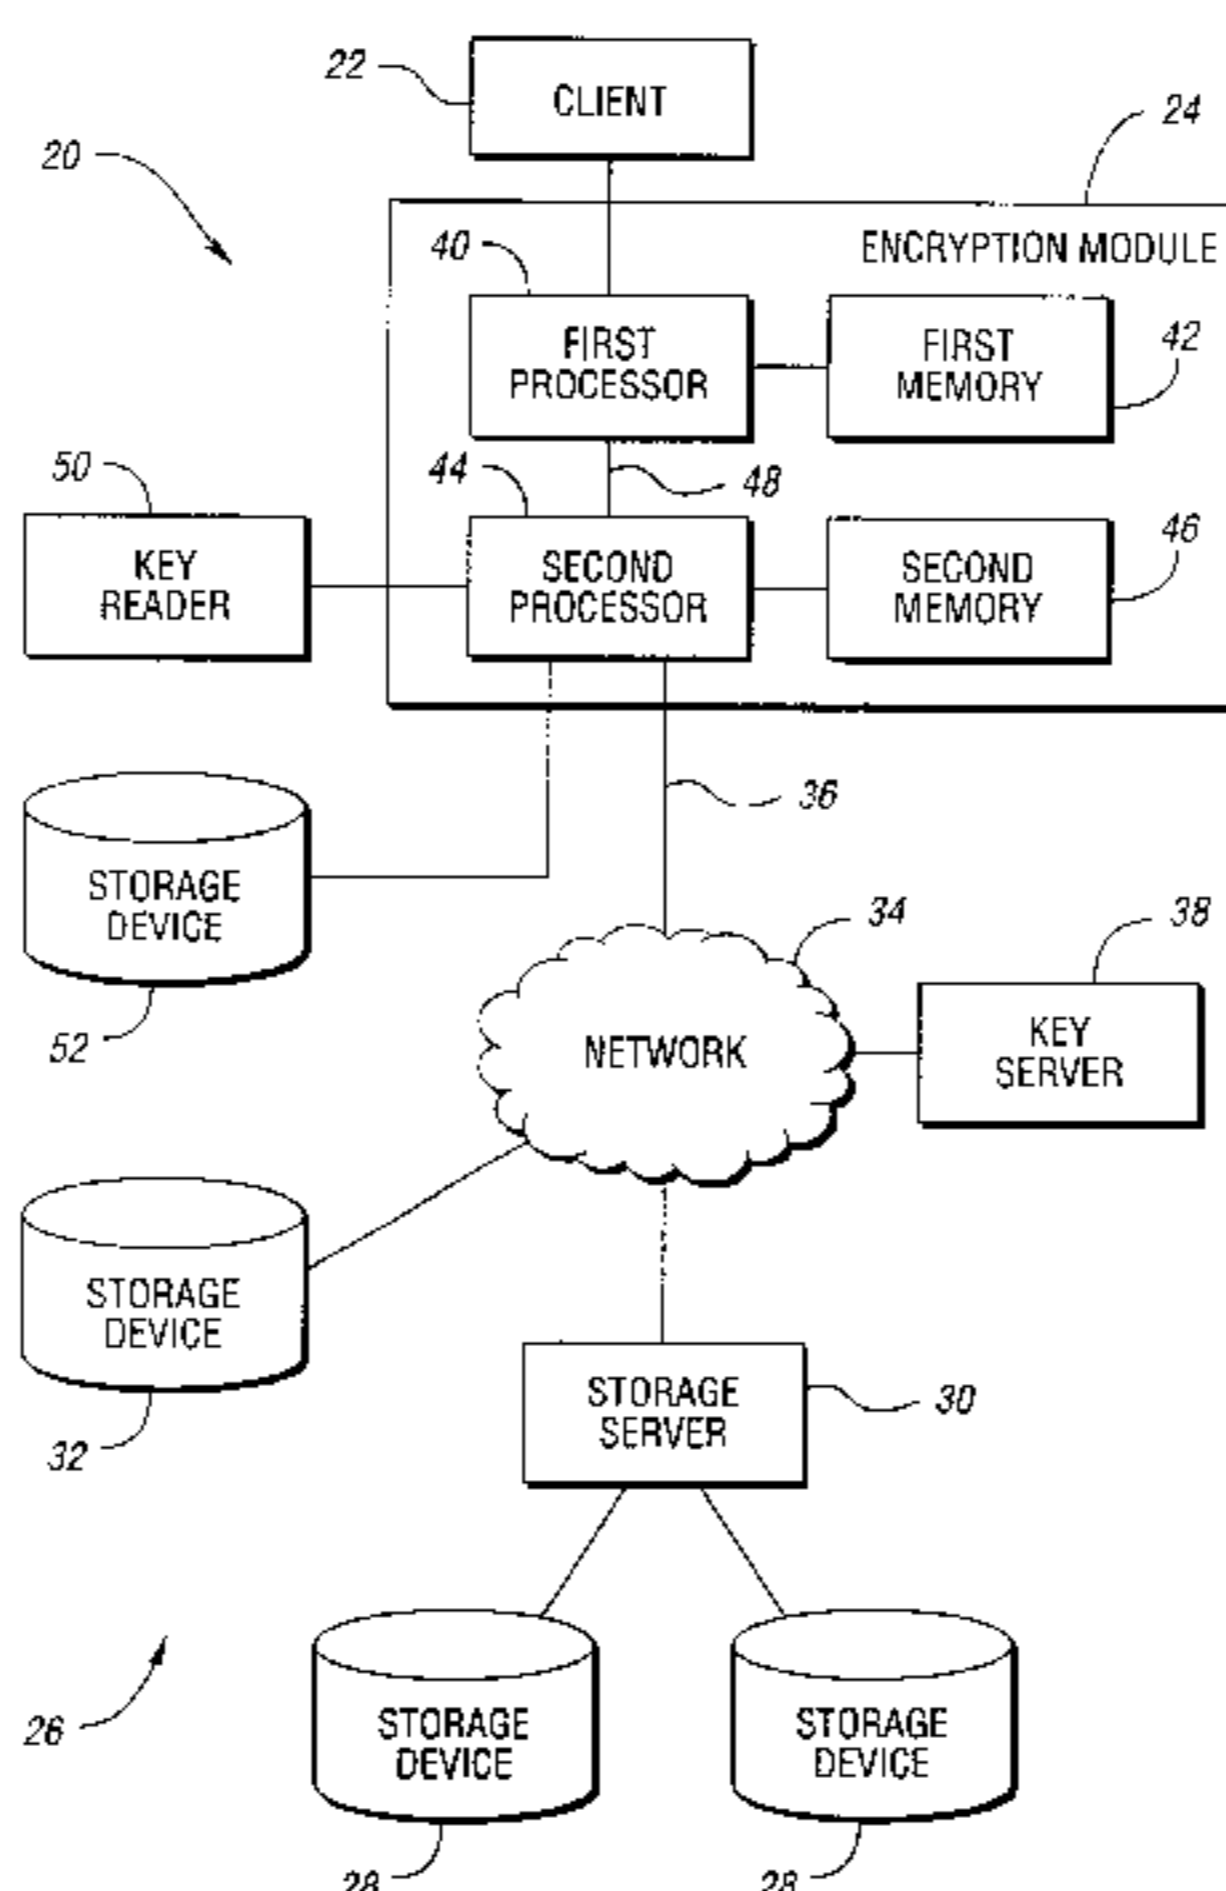 22
CLIENT
24
20
ENCRYPTION MODULE
40
FIRST
PROCESSOR
FIRST
MEMORY
42
50
44
48
KEY
READER
SECOND
PROCESSOR
SECOND
MEMORY
46
36
STORAGE
DEVICE
34
38
52
NETWORK
KEY
SERVER
STORAGE
DEVICE
32
STORAGE
SERVER
30
26
STORAGE
DEVICE
STORAGE
DEVICE
28
28